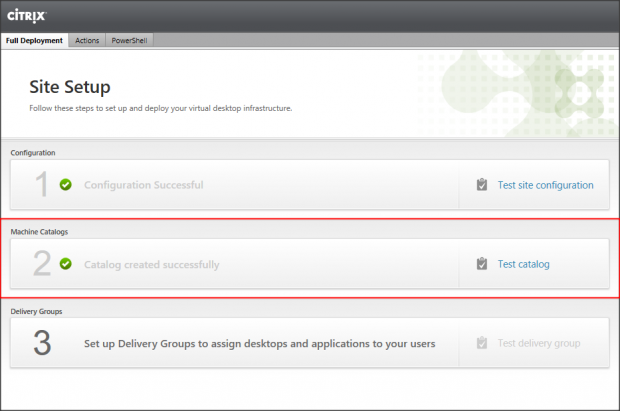 CITRIX
Full Deployment Actions PowerShell
Site Setup
Follow these steps to set up and deploy your virtual desktop infrastructure.
Configuration
1 Configuration Successful Test site configuration
Machine Catalogs
2 Catalog created successfully Test catalog
Delivery Groups
3 Set up Delivery Groups to assign desktops and applications to your users Test delivery group